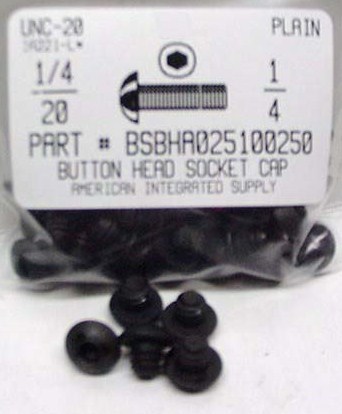 UNC-20 PLAIN
1/4 1
20 4
PART # BSBHA025100250
BUTTON HEAD SOCKET CAP
AMERICAN INTEGRATED SUPPLY